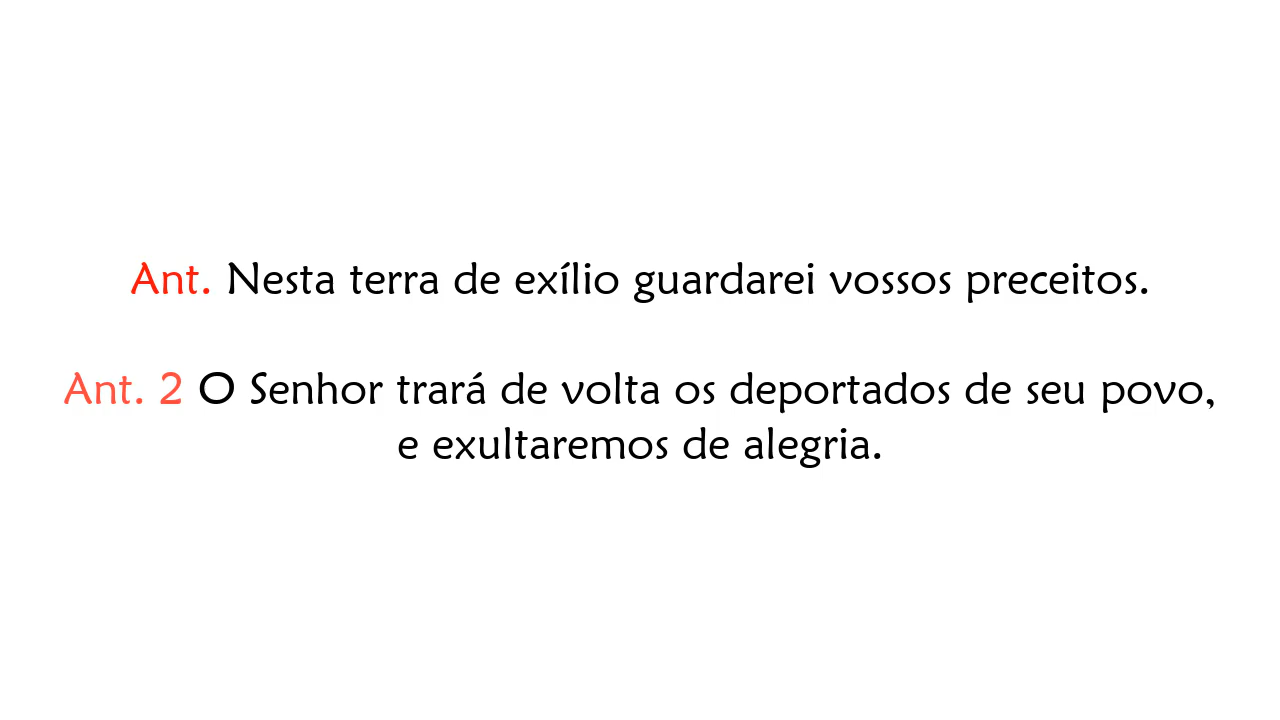 Ant. Nesta terra de exílio guardarei vossos preceitos.
Ant. 2 O Senhor trará de volta os deportados de seu povo,
e exultaremos de alegria.